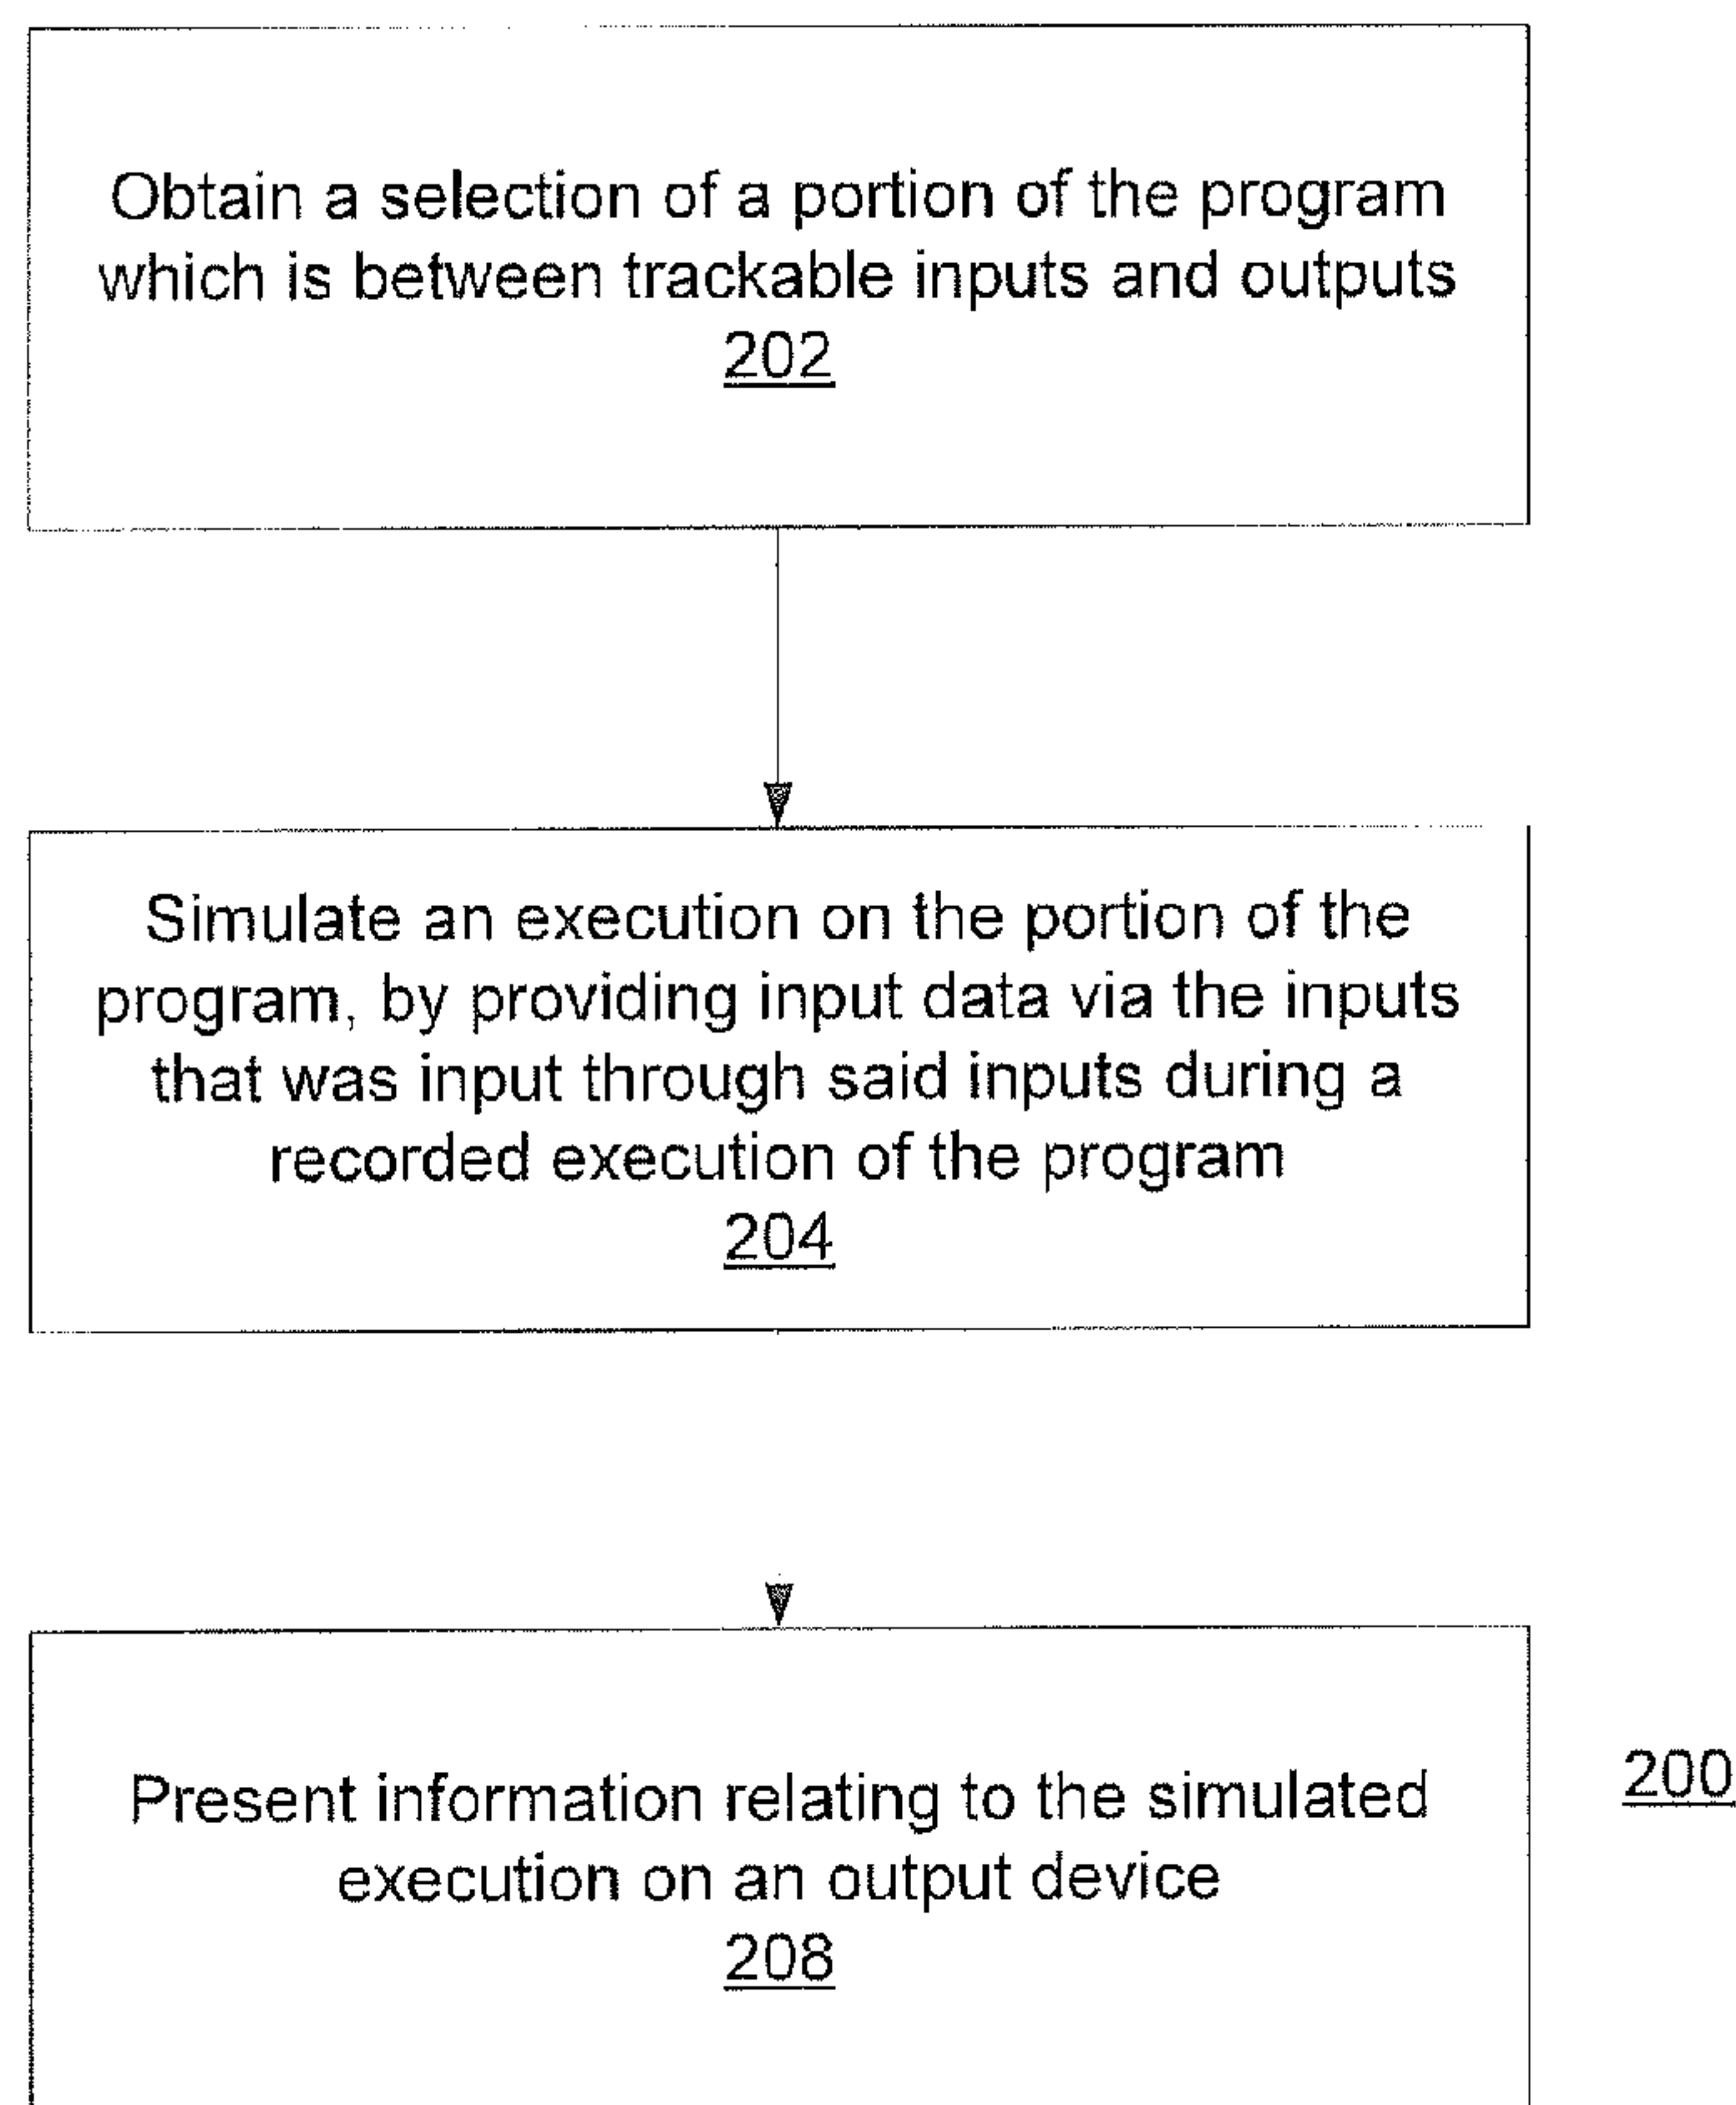 Obtain a selection of a portion of the program
which is between trackable inputs and outputs
202
Simulate an execution on the portion of the
program, by providing input data via the inputs
that was input through said inputs during a
recorded execution of the program
204
Present information relating to the simulated
execution on an output device
208
200